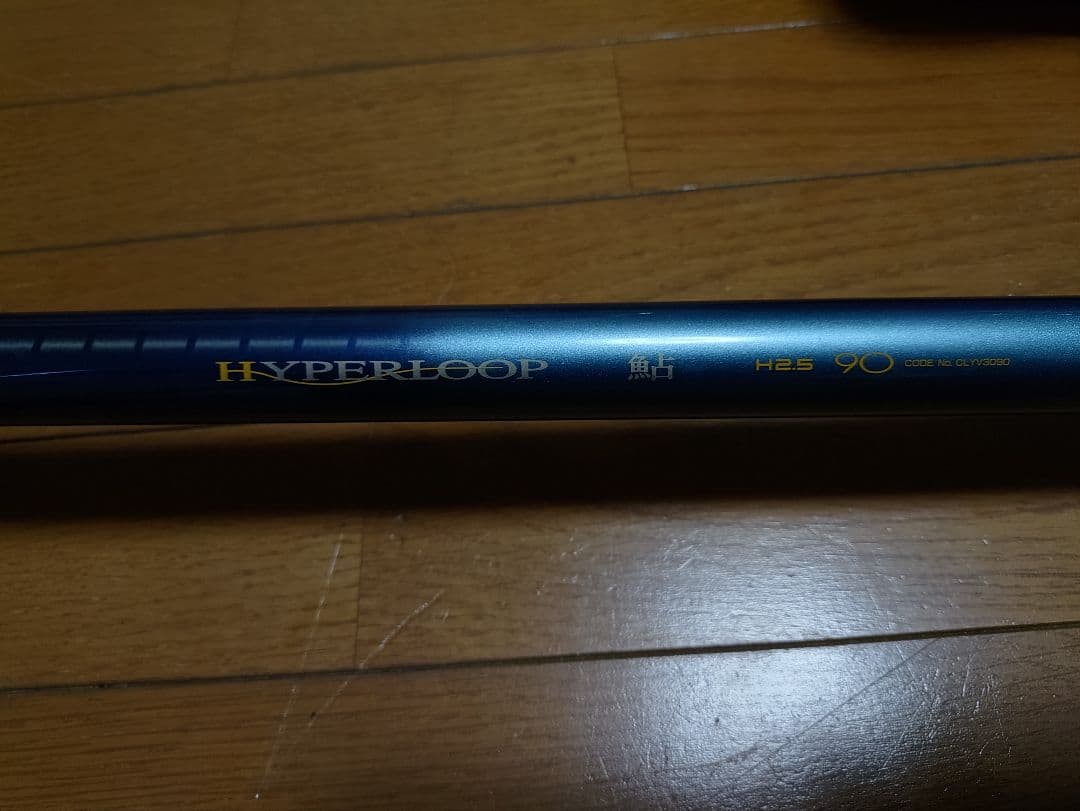 HYPERLOOP 鮎 H2.5 90 CODE No. CLYV3090